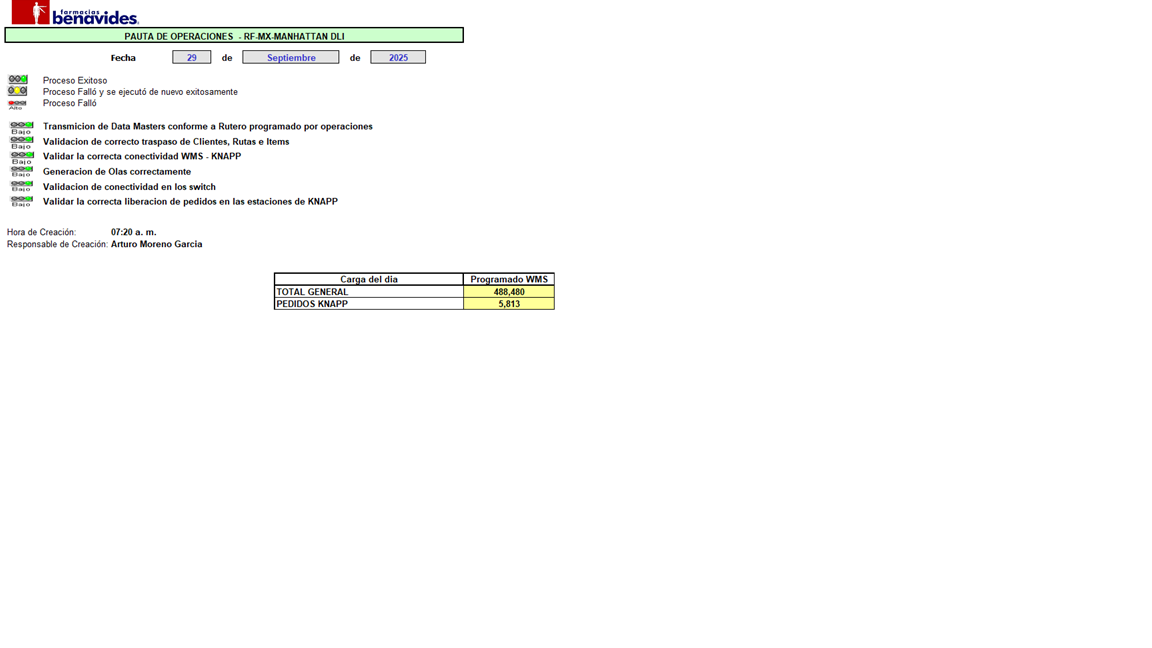 farmacias
benavides.
PAUTA DE OPERACIONES - RF-MX-MANHATTAN DLI
Fecha 29 de Septiembre de 2025
Proceso Exitoso
Proceso Falló y se ejecutó de nuevo exitosamente
Alto Proceso Falló
Bajo Transmicion de Data Masters conforme a Rutero programado por operaciones
Bajo Validacion de correcto traspaso de Clientes, Rutas e Items
Bajo Validar la correcta conectividad WMS - KNAPP
Bajo Generacion de Olas correctamente
Bajo Validacion de conectividad en los switch
Bajo Validar la correcta liberacion de pedidos en las estaciones de KNAPP
Hora de Creación: 07:20 a. m.
Responsable de Creación: Arturo Moreno Garcia
Carga del dia Programado WMS
TOTAL GENERAL 488,480
PEDIDOS KNAPP 5,813